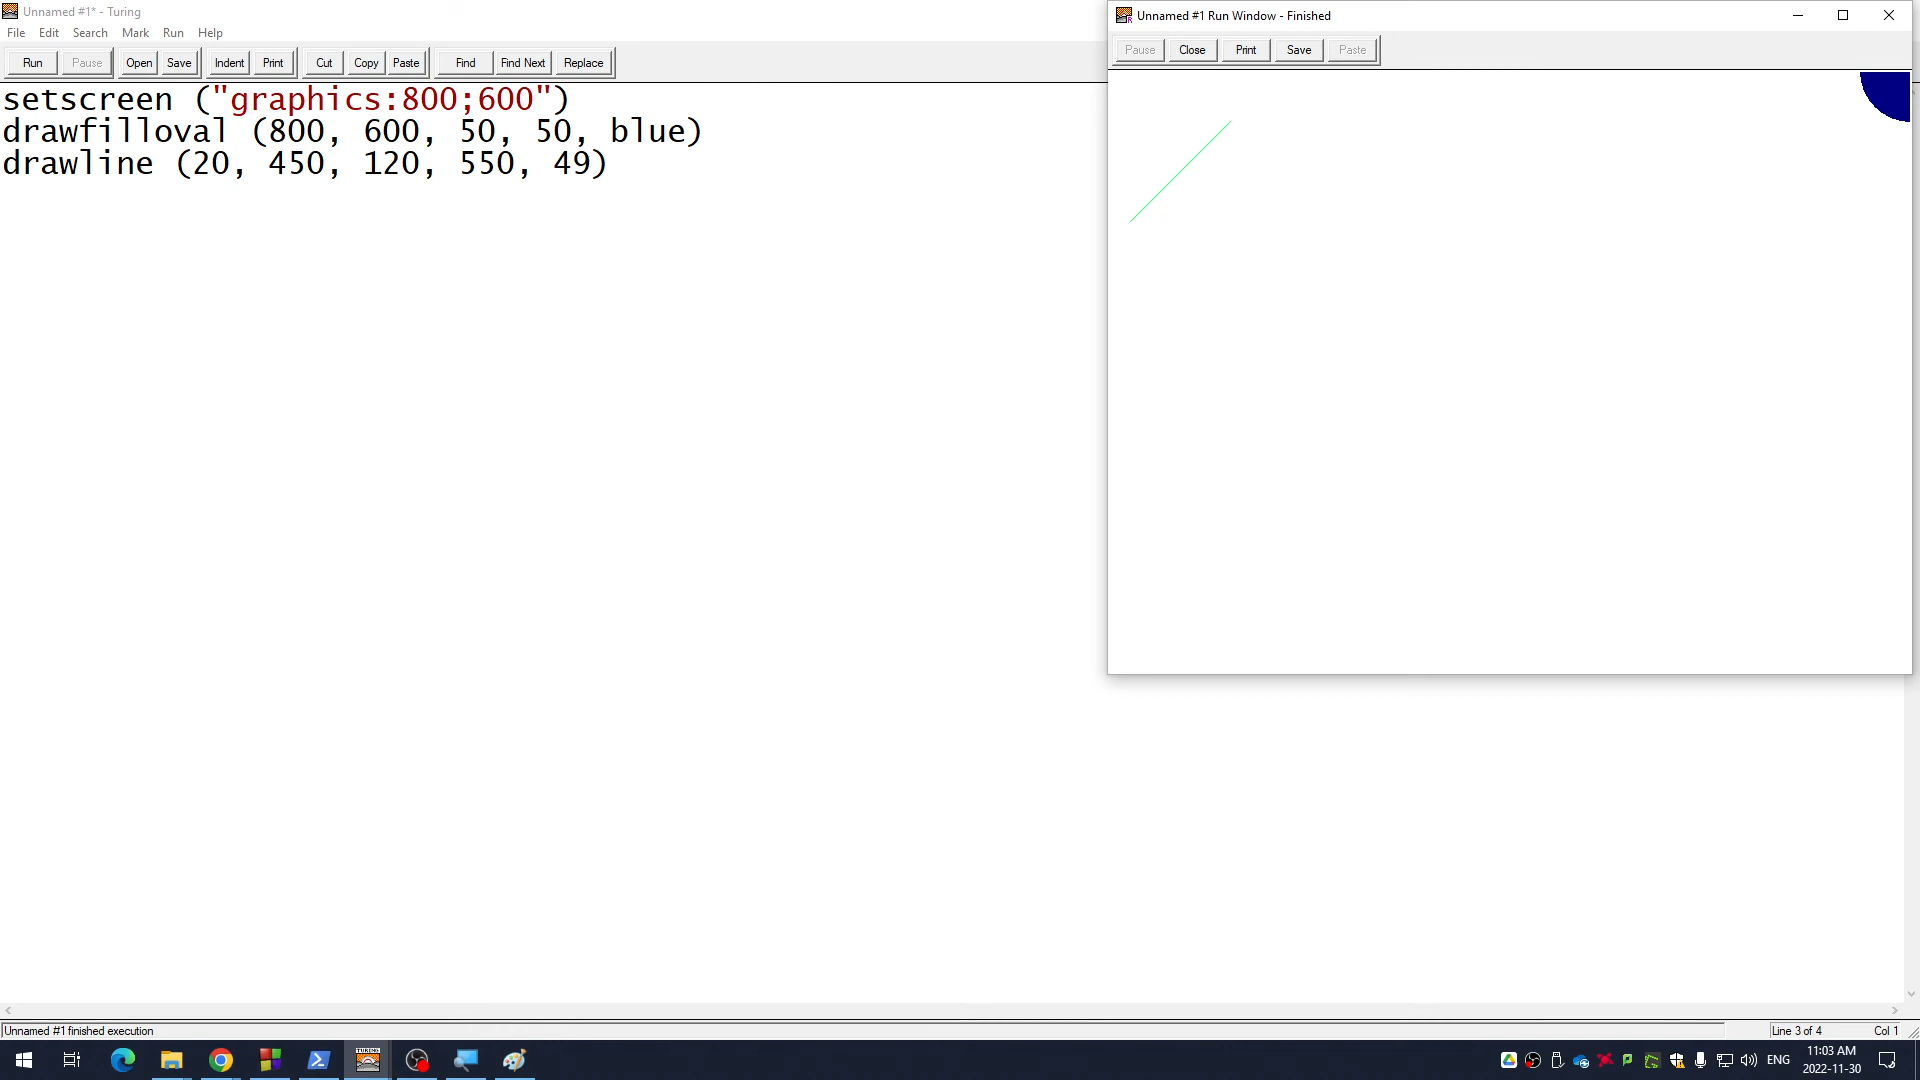 Unnamed #1* - Turing
File Edit Search Mark Run Help
Run Pause Open Save Indent Print Cut Copy Paste Find Find Next Replace
setscreen ("graphics:800;600")
drawfilloval (800, 600, 50, 50, blue)
drawline (20, 450, 120, 550, 49)
Unnamed #1 Run Window - Finished
Pause Close Print Save Paste
Unnamed #1 finished execution
Line 3 of 4 Col 1
TURING
ENG
11:03 AM
2022-11-30